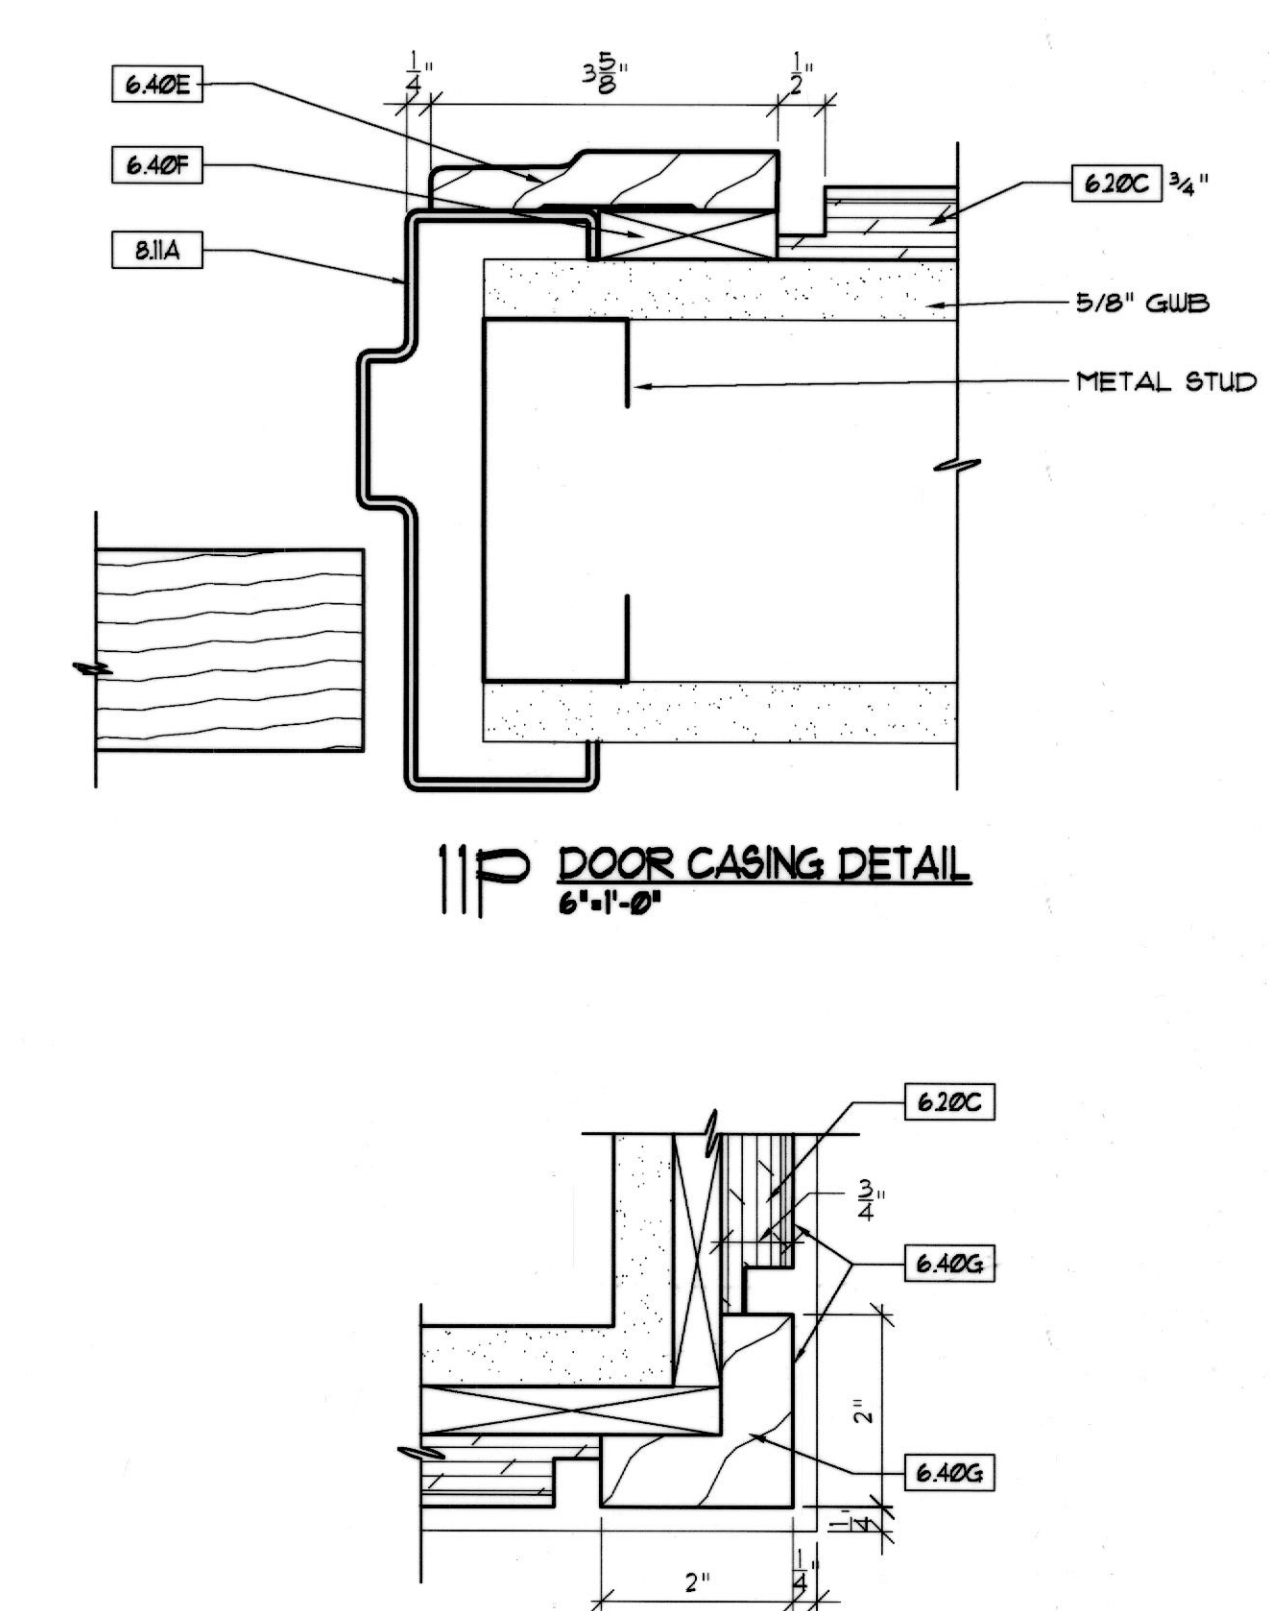 1/4" 3 5/8" 1/2"
6.40E
6.40F
8.11A
6.20C 3/4"
5/8" GWB
METAL STUD
11P DOOR CASING DETAIL
6"=1'-0"
6.20C
3/4"
6.40G
2"
6.40G
1/4"
2" 1/4"